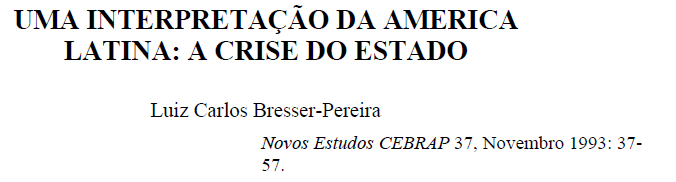 UMA INTERPRETAÇÃO DA AMERICA
LATINA: A CRISE DO ESTADO
Luiz Carlos Bresser-Pereira
Novos Estudos CEBRAP 37, Novembro 1993: 37-
57.